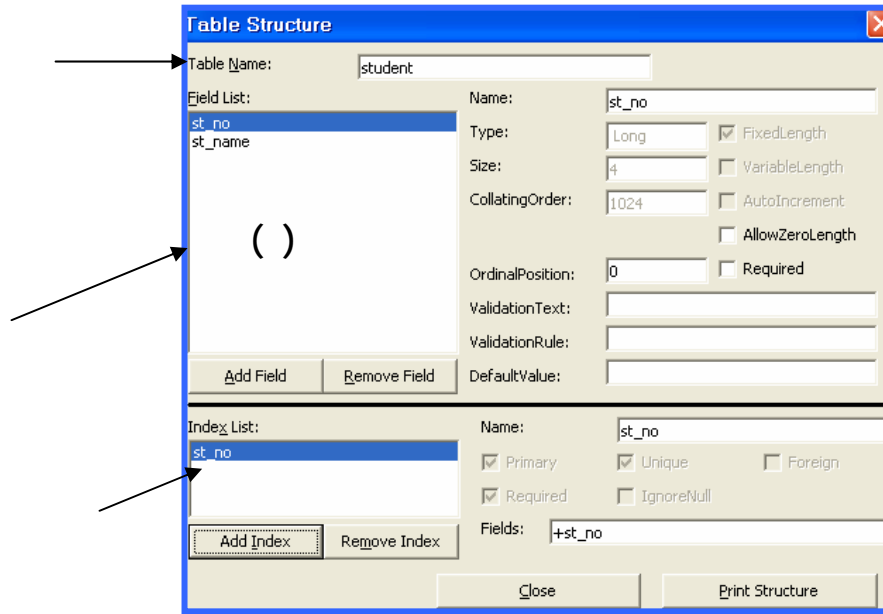 Table Structure
Table Name: student
Field List:
st_no
st_name
( )
Add Field Remove Field
Name: st_no
Type: Long FixedLength
Size: 4 VariableLength
CollatingOrder: 1024 AutoIncrement
AllowZeroLength
OrdinalPosition: 0 Required
ValidationText:
ValidationRule:
DefaultValue:
Index List:
st_no
Add Index Remove Index
Name: st_no
Primary Unique Foreign
Required IgnoreNull
Fields: +st_no
Close Print Structure